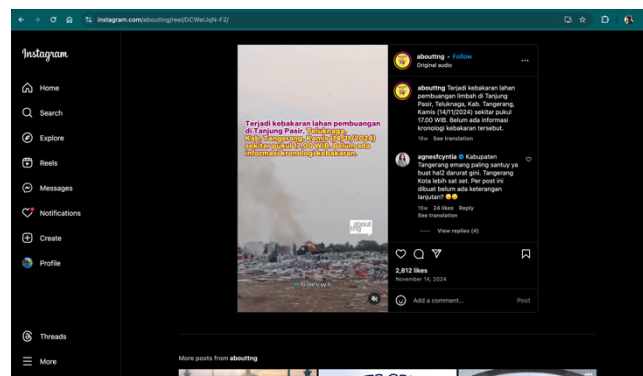 instagram.com/abouttng/reel/DCWeiJqN-F2/
Instagram
Home
Search
Explore
Reels
Messages
Notifications
Create
Profile
Threads
More
Terjadi kebakaran lahan pembuangan
di Tanjung Pasir, Teluknaga,
Kab. Tangerang, Kamis (14/11/2024)
sekitar pukul 17.00 WIB. Belum ada
informasi kronologi kebakaran.
about
tng
abouttng • Follow
Original audio
abouttng Terjadi kebakaran lahan
pembuangan limbah di Tanjung
Pasir, Teluknaga, Kab. Tangerang,
Kamis (14/11/2024) sekitar pukul
17.00 WIB. Belum ada informasi
kronologi kebakaran tersebut.
16w See translation
agnesfcyntia Kabupaten
Tangerang emang paling santuy ya
buat hal2 darurat gini. Tangerang
Kota lebih sat set. Per post ini
dibuat belum ada keterangan
lanjutan?
16w 24 likes Reply
See translation
View replies (4)
2,812 likes
November 14, 2024
Add a comment...
Post
More posts from abouttng